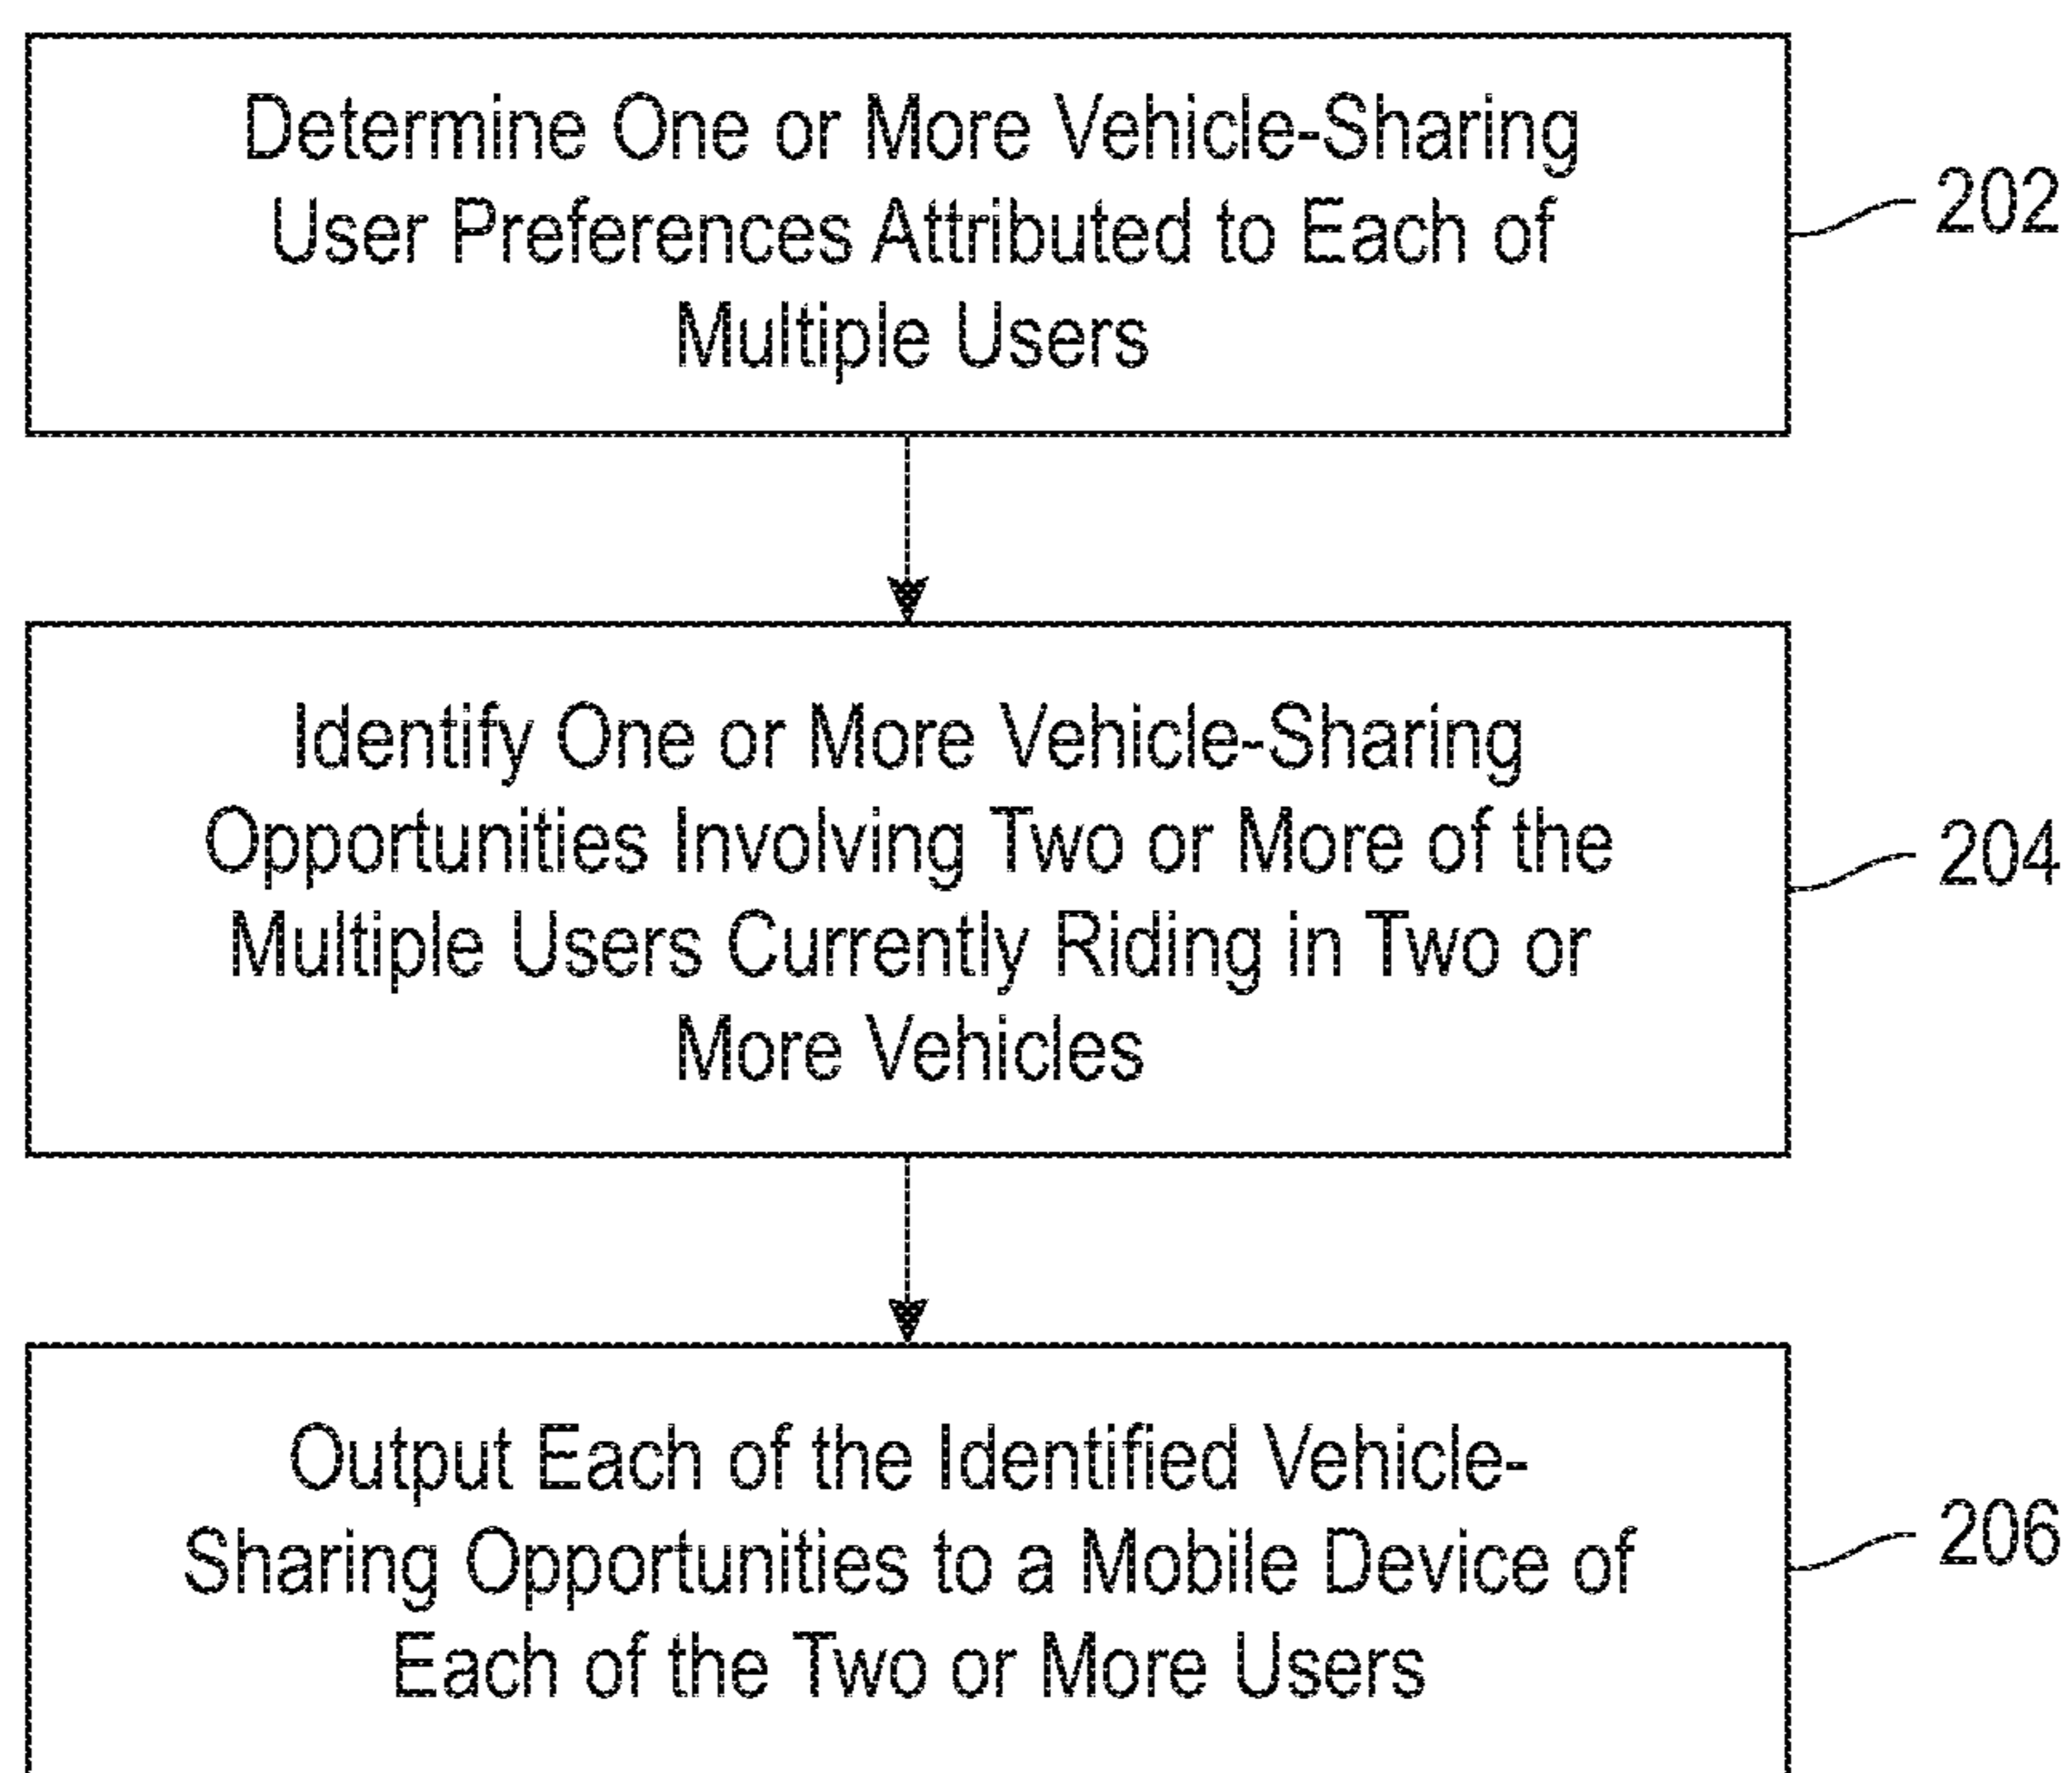 Determine One or More Vehicle-Sharing
User Preferences Attributed to Each of
Multiple Users
202
Identify One or More Vehicle-Sharing
Opportunities Involving Two or More of the
Multiple Users Currently Riding in Two or
More Vehicles
204
Output Each of the Identified Vehicle-
Sharing Opportunities to a Mobile Device of
Each of the Two or More Users
206